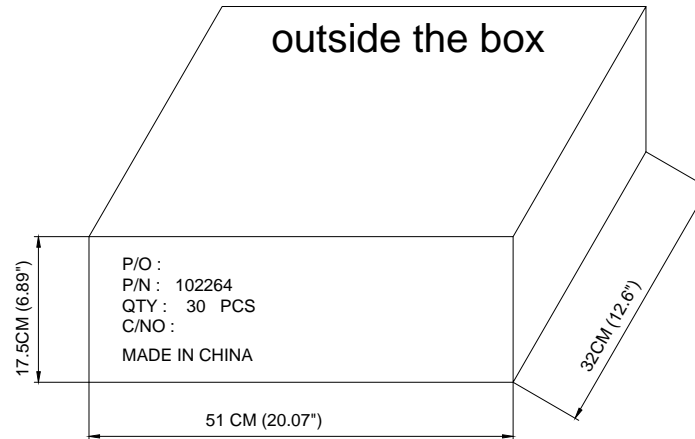 outside the box
P/O :
P/N : 102264
QTY : 30 PCS
C/NO :
MADE IN CHINA
17.5CM (6.89")
32CM (12.6")
51 CM (20.07")